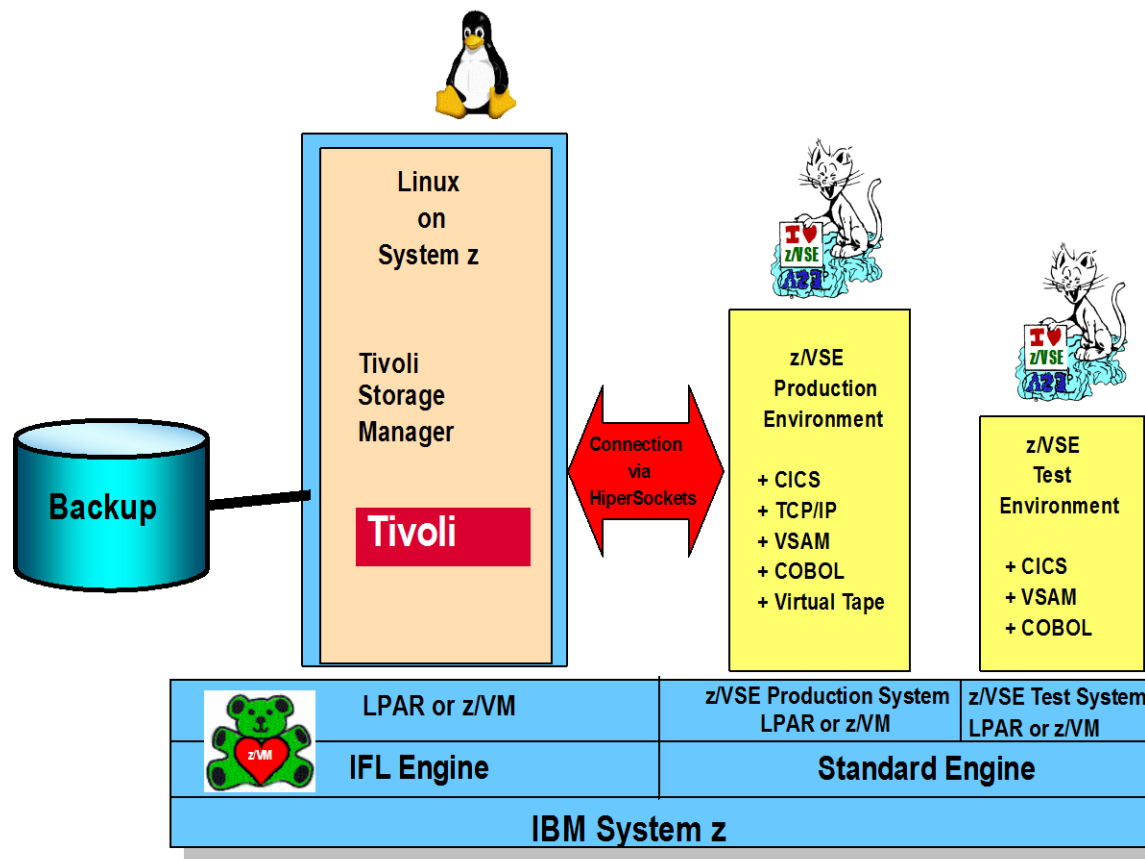 Linux
on
System z
Tivoli
Storage
Manager
Tivoli
Backup
Connection
via
HiperSockets
I
z/VSE
VSE
z/VSE
Production
Environment
+ CICS
+ TCP/IP
+ VSAM
+ COBOL
+ Virtual Tape
I
z/VSE
VSE
z/VSE
Test
Environment
+ CICS
+ VSAM
+ COBOL
z/VM
LPAR or z/VM
z/VSE Production System
LPAR or z/VM
z/VSE Test System
LPAR or z/VM
IFL Engine
Standard Engine
IBM System z